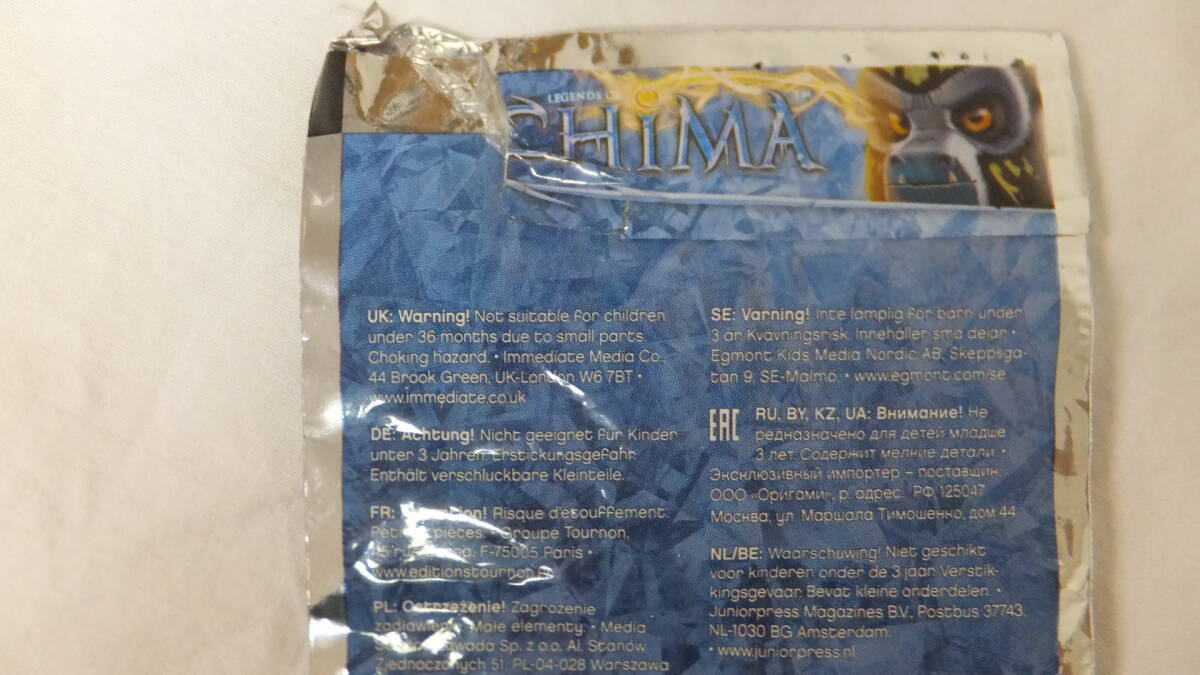 LEGENDS OF
CHIMA TM
UK: Warning! Not suitable for children
under 36 months due to small parts.
Choking hazard. • Immediate Media Co.,
44 Brook Green, UK-London W6 7BT •
www.immediate.co.uk
DE: Achtung! Nicht geeignet für Kinder
unter 3 Jahren. Erstickungsgefahr.
Enthält verschluckbare Kleinteile.
FR: Risque d'étouffement.
Petites pièces. • Groupe Tournon,
F-75005 Paris •
www.editionstournon
PL: Ostrzeżenie! Zagrożenie
zadławienie. Małe elementy. • Media
Sp. z o.o. Al. Stanów
Zjednoczonych 51, PL-04-028 Warszawa
SE: Varning! Inte lämplig för barn under
3 år Kvävningsrisk. Innehåller små delar •
Egmont Kids Media Nordic AB, Skeppsga-
tan 9, SE-Malmö. • www.egmont.com/se
EAC RU, BY, KZ, UA: Внимание! Не
редназначено для детей младше
3 лет. Содержит мелкие детали. •
Эксклюзивный импортер – поставщик:
ООО «Оригами», р. адрес: РФ, 125047
Москва, ул. Маршала Тимошенко, дом 44
NL/BE: Waarschuwing! Niet geschikt
voor kinderen onder de 3 jaar. Verstik-
kingsgevaar. Bevat kleine onderdelen. •
Juniorpress Magazines B.V., Postbus 37743,
NL-1030 BG Amsterdam.
• www.juniorpress.nl